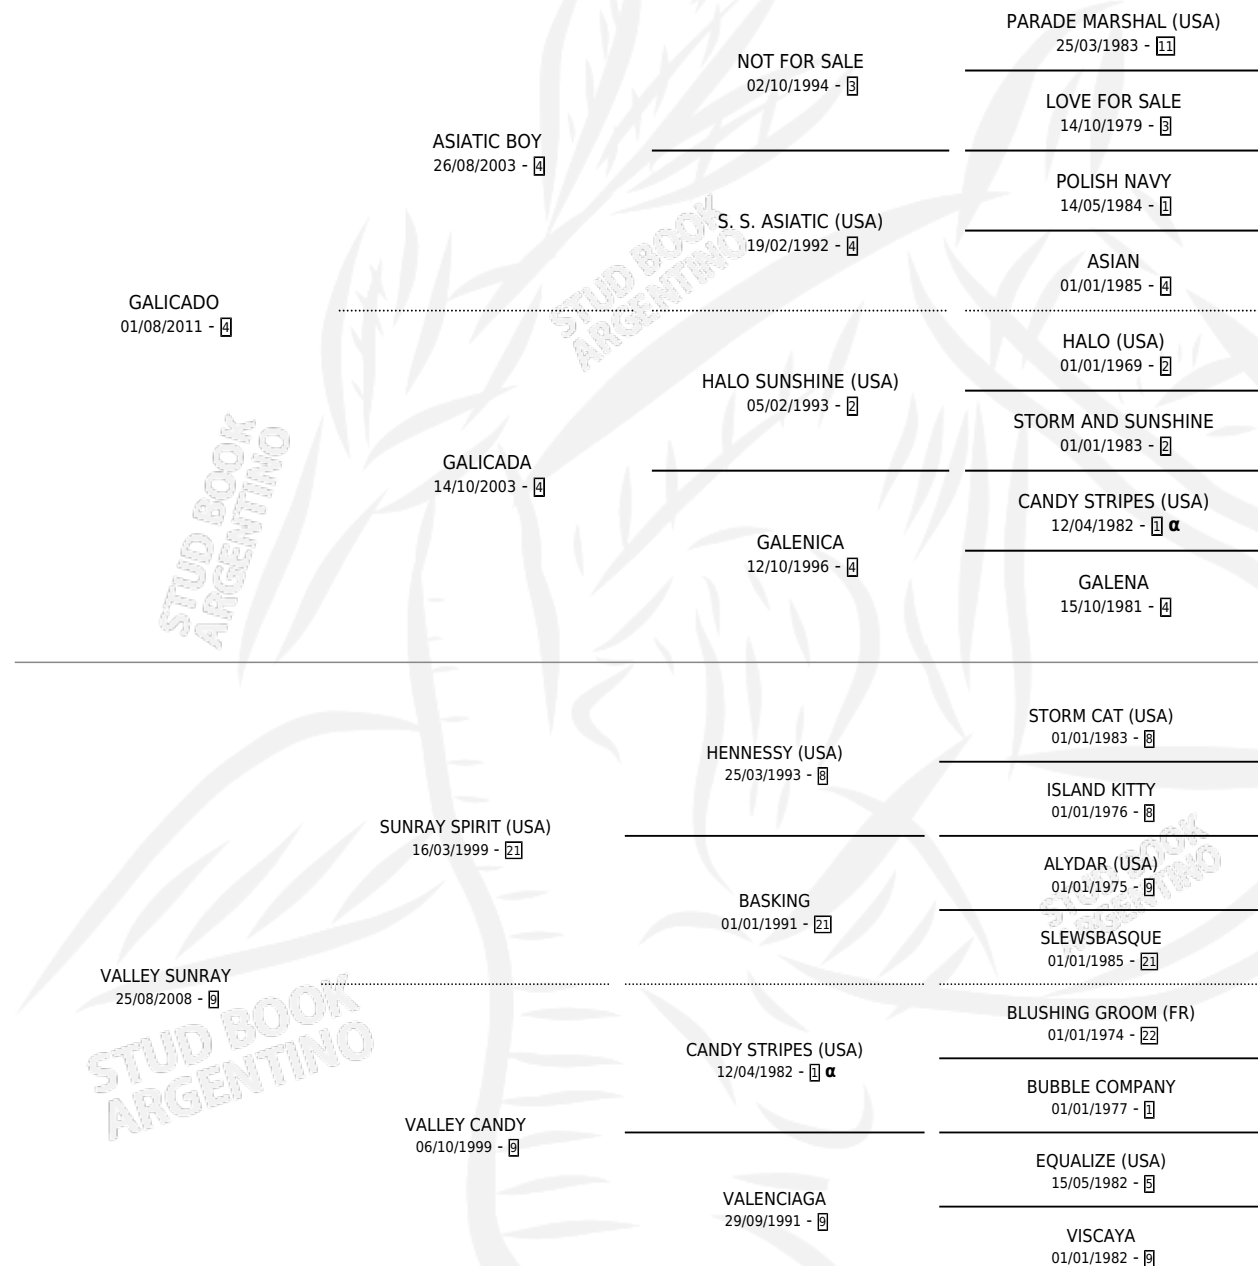 PARADE MARSHAL (USA)
25/03/1983 - 11
NOT FOR SALE
02/10/1994 - 3
LOVE FOR SALE
14/10/1979 - 3
ASIATIC BOY
26/08/2003 - 4
POLISH NAVY
14/05/1984 - 1
S. S. ASIATIC (USA)
19/02/1992 - 4
ASIAN
01/01/1985 - 4
GALICADO
01/08/2011 - 4
HALO (USA)
01/01/1969 - 2
HALO SUNSHINE (USA)
05/02/1993 - 2
STORM AND SUNSHINE
01/01/1983 - 2
GALICADA
14/10/2003 - 4
CANDY STRIPES (USA)
12/04/1982 - 1 α
GALENICA
12/10/1996 - 4
GALENA
15/10/1981 - 4
STUD BOOK
ARGENTINO
STUD BOOK
ARGENTINO
STORM CAT (USA)
01/01/1983 - 8
HENNESSY (USA)
25/03/1993 - 8
ISLAND KITTY
01/01/1976 - 8
SUNRAY SPIRIT (USA)
16/03/1999 - 21
ALYDAR (USA)
01/01/1975 - 9
BASKING
01/01/1991 - 21
SLEWSBASQUE
01/01/1985 - 21
VALLEY SUNRAY
25/08/2008 - 9
BLUSHING GROOM (FR)
01/01/1974 - 22
CANDY STRIPES (USA)
12/04/1982 - 1 α
BUBBLE COMPANY
01/01/1977 - 1
VALLEY CANDY
06/10/1999 - 9
EQUALIZE (USA)
15/05/1982 - 5
VALENCIAGA
29/09/1991 - 9
VISCAYA
01/01/1982 - 9
STUD BOOK
ARGENTINO
STUD BOOK
ARGENTINO